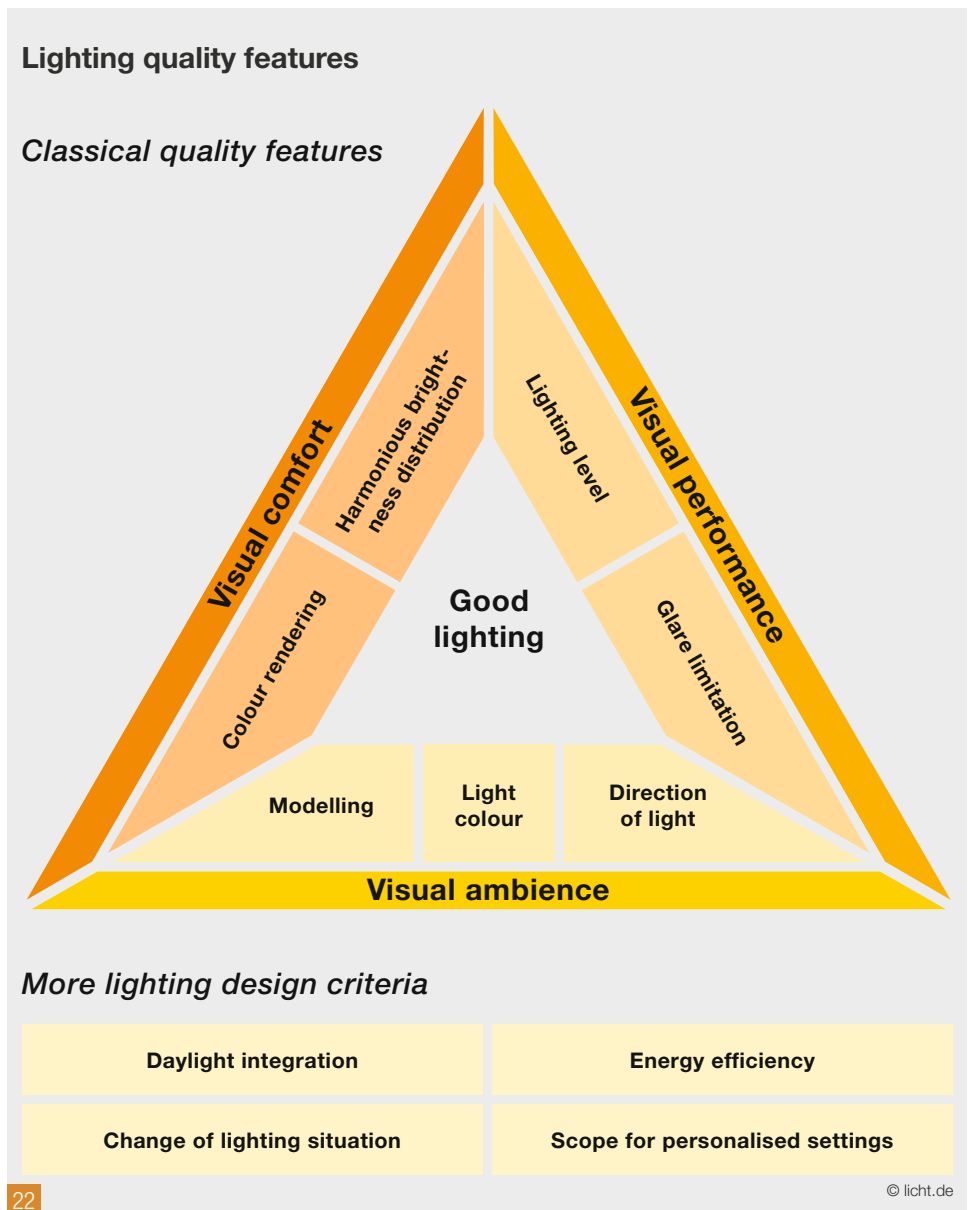 Lighting quality features
Classical quality features
Visual comfort
Harmonious bright-
ness distribution
Colour rendering
Visual performance
Lighting level
Glare limitation
Good
lighting
Modelling
Light
colour
Direction
of light
Visual ambience
More lighting design criteria
Daylight integration
Energy efficiency
Change of lighting situation
Scope for personalised settings
22
© licht.de